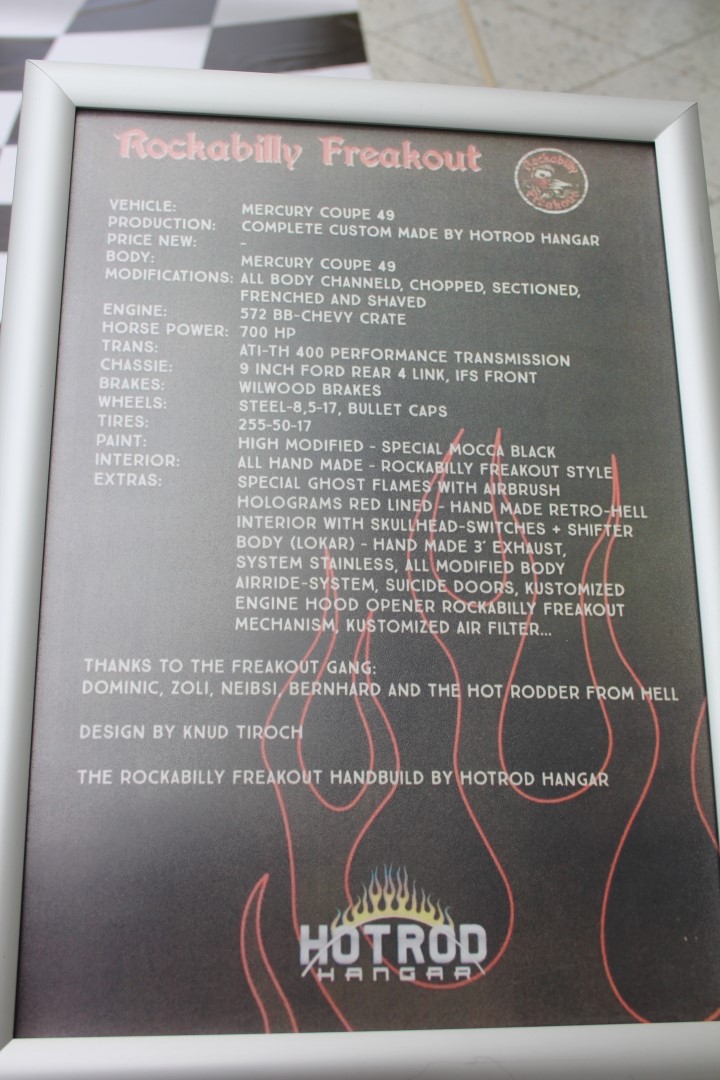 Rockabilly Freakout
Rockabilly
Freakout
VEHICLE: MERCURY COUPE 49
PRODUCTION: COMPLETE CUSTOM MADE BY HOTROD HANGAR
PRICE NEW: -
BODY: MERCURY COUPE 49
MODIFICATIONS: ALL BODY CHANNELD, CHOPPED, SECTIONED,
FRENCHED AND SHAVED
ENGINE: 572 BB-CHEVY CRATE
HORSE POWER: 700 HP
TRANS: ATI-TH 400 PERFORMANCE TRANSMISSION
CHASSIE: 9 INCH FORD REAR 4 LINK, IFS FRONT
BRAKES: WILWOOD BRAKES
WHEELS: STEEL-8,5-17, BULLET CAPS
TIRES: 255-50-17
PAINT: HIGH MODIFIED - SPECIAL MOCCA BLACK
INTERIOR: ALL HAND MADE - ROCKABILLY FREAKOUT STYLE
EXTRAS: SPECIAL GHOST FLAMES WITH AIRBRUSH
HOLOGRAMS RED LINED - HAND MADE RETRO-HELL
INTERIOR WITH SKULLHEAD-SWITCHES + SHIFTER
BODY (LOKAR) - HAND MADE 3' EXHAUST,
SYSTEM STAINLESS, ALL MODIFIED BODY
AIRRIDE-SYSTEM, SUICIDE DOORS, KUSTOMIZED
ENGINE HOOD OPENER ROCKABILLY FREAKOUT
MECHANISM, KUSTOMIZED AIR FILTER...
THANKS TO THE FREAKOUT GANG:
DOMINIC, ZOLI, NEIBSI, BERNHARD AND THE HOT RODDER FROM HELL
DESIGN BY KNUD TIROCH
THE ROCKABILLY FREAKOUT HANDBUILD BY HOTROD HANGAR
HOTROD
HANGAR